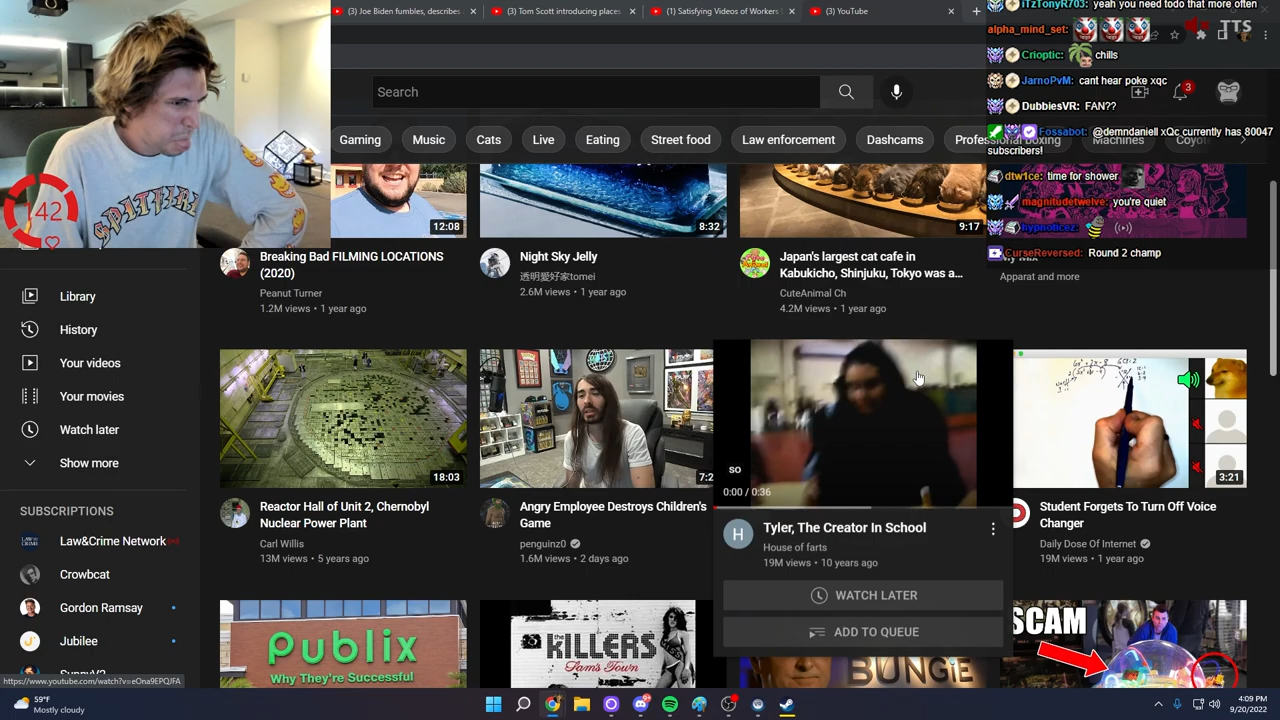 (3) Joe Biden fumbles, describes
(3) Tom Scott introducing places
(1) Satisfying Videos of Workers
(3) YouTube
iTzTonyR703: yeah you need todo that more often
TTS
alpha_mind_set:
Crioptic: chills
JarnoPvM: cant hear poke xqc
DubbiesVR: FAN??
Fossabot: @demndaniell xQc currently has 80047
subscribers!
dtw1ce: time for shower
magnitudetwelve: you're quiet
hypnoticez:
CurseReversed: Round 2 champ
Search
3
Gaming
Music
Cats
Live
Eating
Street food
Law enforcement
Dashcams
Professional boxing
Machines
SPITFIRE
42
12:08
8:32
9:17
Breaking Bad FILMING LOCATIONS
(2020)
Peanut Turner
1.2M views • 1 year ago
Night Sky Jelly
透明愛好家tomei
2.6M views • 1 year ago
Japan's largest cat cafe in
Kabukicho, Shinjuku, Tokyo was a...
CuteAnimal Ch
4.2M views • 1 year ago
Apparat and more
Library
History
Your videos
Your movies
Watch later
Show more
SUBSCRIPTIONS
Law&Crime Network
Crowbcat
Gordon Ramsay
Jubilee
18:03
Reactor Hall of Unit 2, Chernobyl
Nuclear Power Plant
Carl Willis
13M views • 5 years ago
7:2
Angry Employee Destroys Children's
Game
penguinz0
1.6M views • 2 days ago
so
0:00 / 0:36
Tyler, The Creator In School
H
House of farts
19M views • 10 years ago
WATCH LATER
ADD TO QUEUE
3:21
Student Forgets To Turn Off Voice
Changer
Daily Dose Of Internet
19M views • 1 year ago
Publix
Why They're Successful
THE KILLERS
Sam's Town
BUNGIE
SCAM
https://www.youtube.com/watch?v=eOna9EPQJFA
59°F
Mostly cloudy
4:09 PM
9/20/2022